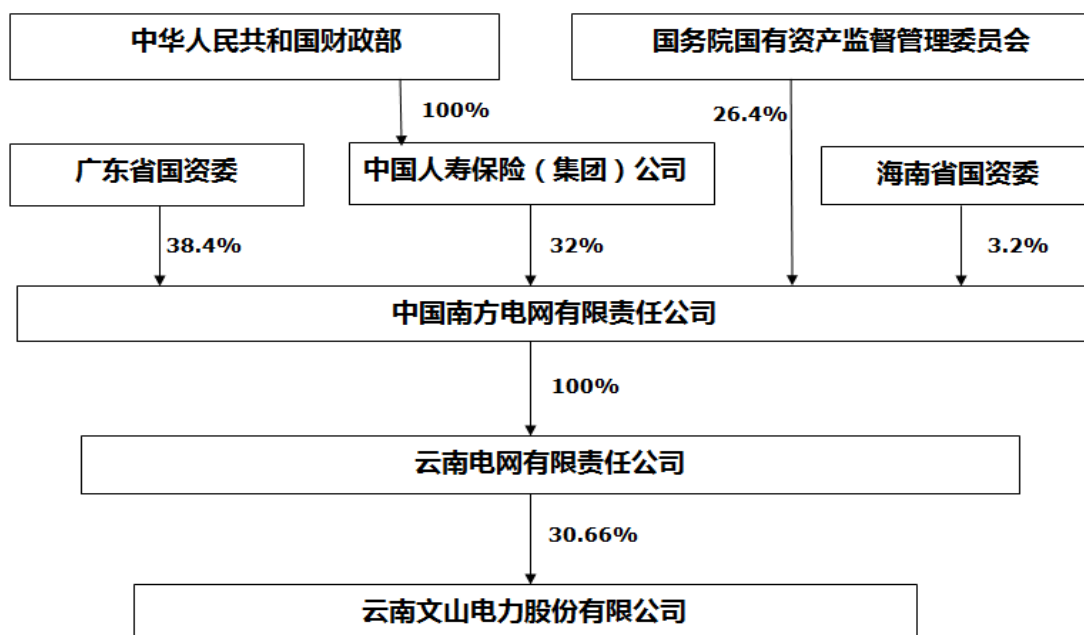 中华人民共和国财政部
国务院国有资产监督管理委员会
100%
26.4%
广东省国资委
中国人寿保险（集团）公司
海南省国资委
38.4%
32%
3.2%
中国南方电网有限责任公司
100%
云南电网有限责任公司
30.66%
云南文山电力股份有限公司